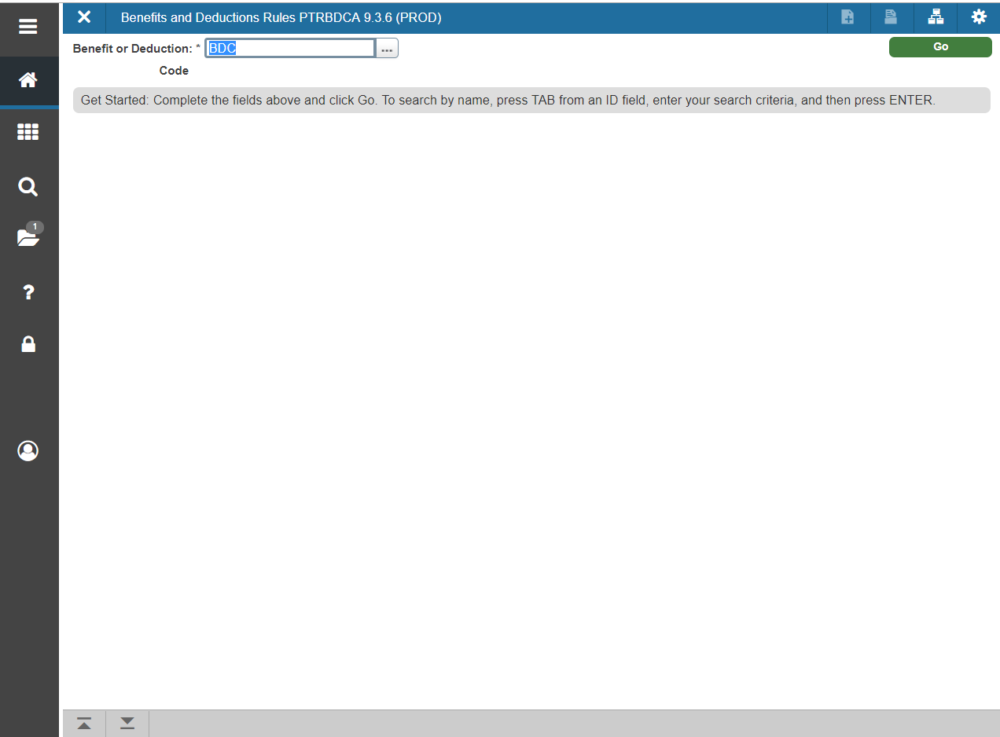 Benefits and Deductions Rules PTRBDCA 9.3.6 (PROD)
Benefit or Deduction: * BDC ... Go
Code
Get Started: Complete the fields above and click Go. To search by name, press TAB from an ID field, enter your search criteria, and then press ENTER.
1
?